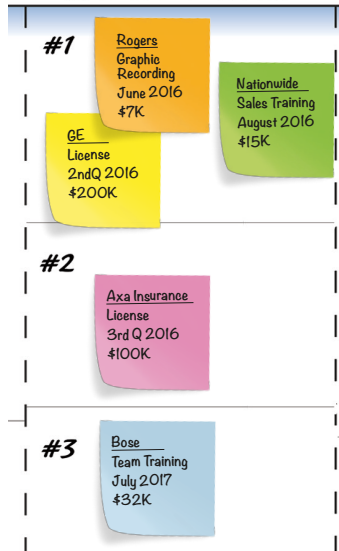 #1
Rogers
Graphic
Recording
June 2016
$7K
Nationwide
Sales Training
August 2016
$15K
GE
License
2ndQ 2016
$200K
#2
Axa Insurance
License
3rd Q 2016
$100K
#3
Bose
Team Training
July 2017
$32K